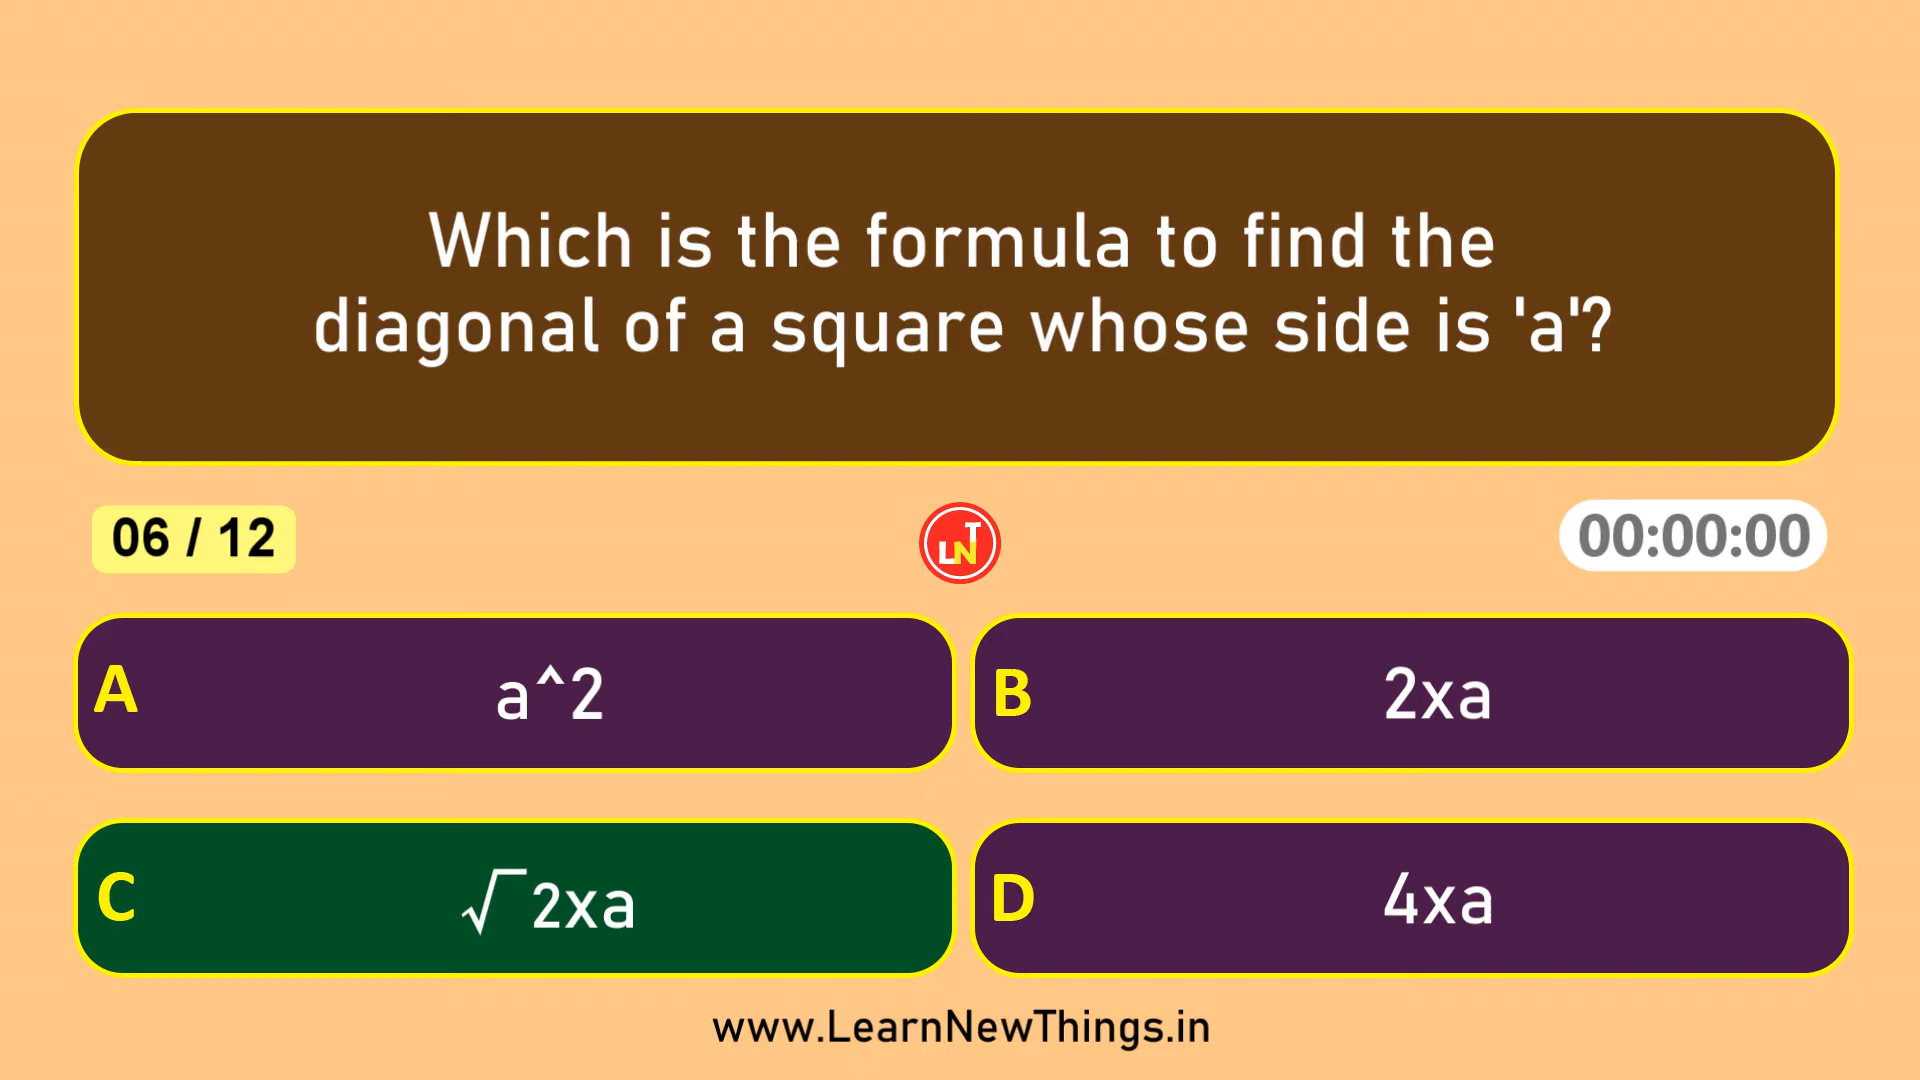 Which is the formula to find the
diagonal of a square whose side is 'a'?
06 / 12
LNT
00:00:00
A
a^2
B
2xa
C
√2xa
D
4xa
www.LearnNewThings.in